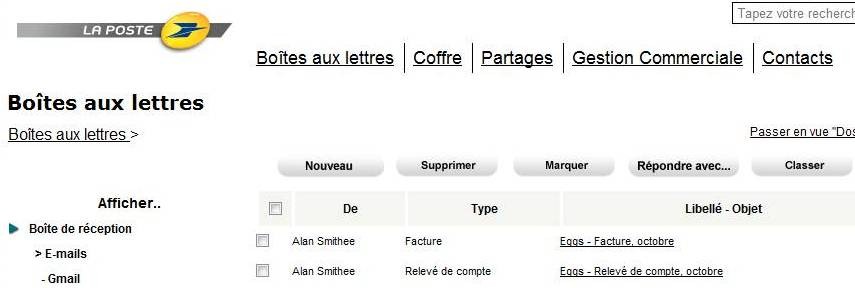 LA POSTE
Tapez votre recherch
Boîtes aux lettres Coffre Partages Gestion Commerciale Contacts
Boîtes aux lettres
Boîtes aux lettres >
Passer en vue "Dos
Nouveau Supprimer Marquer Répondre avec... Classer
Afficher..
De Type Libellé - Objet
Boîte de réception
Alan Smithee Facture Eggs - Facture, octobre
> E-mails
Alan Smithee Relevé de compte Eggs - Relevé de compte, octobre
- Gmail